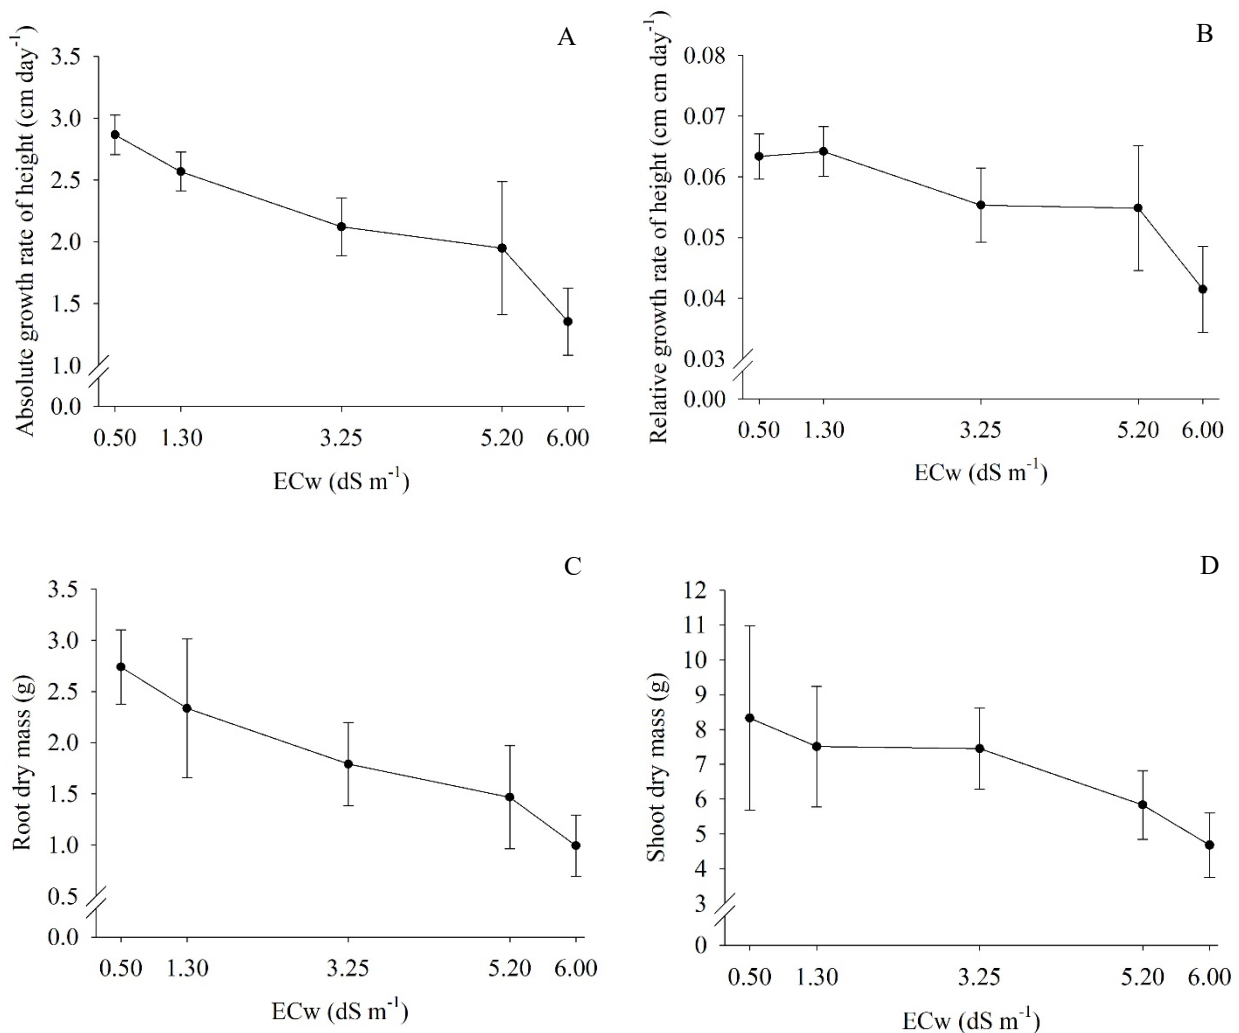 A
Absolute growth rate of height (cm day-1)
3.5
3.0
2.5
2.0
1.5
1.0
0.0
0.50 1.30 3.25 5.20 6.00
ECw (dS m-1)
B
Relative growth rate of height (cm cm day-1)
0.08
0.07
0.06
0.05
0.04
0.03
0.00
0.50 1.30 3.25 5.20 6.00
ECw (dS m-1)
C
Root dry mass (g)
3.5
3.0
2.5
2.0
1.5
1.0
0.5
0.0
0.50 1.30 3.25 5.20 6.00
ECw (dS m-1)
D
Shoot dry mass (g)
12
11
10
9
8
7
6
5
4
3
0
0.50 1.30 3.25 5.20 6.00
ECw (dS m-1)